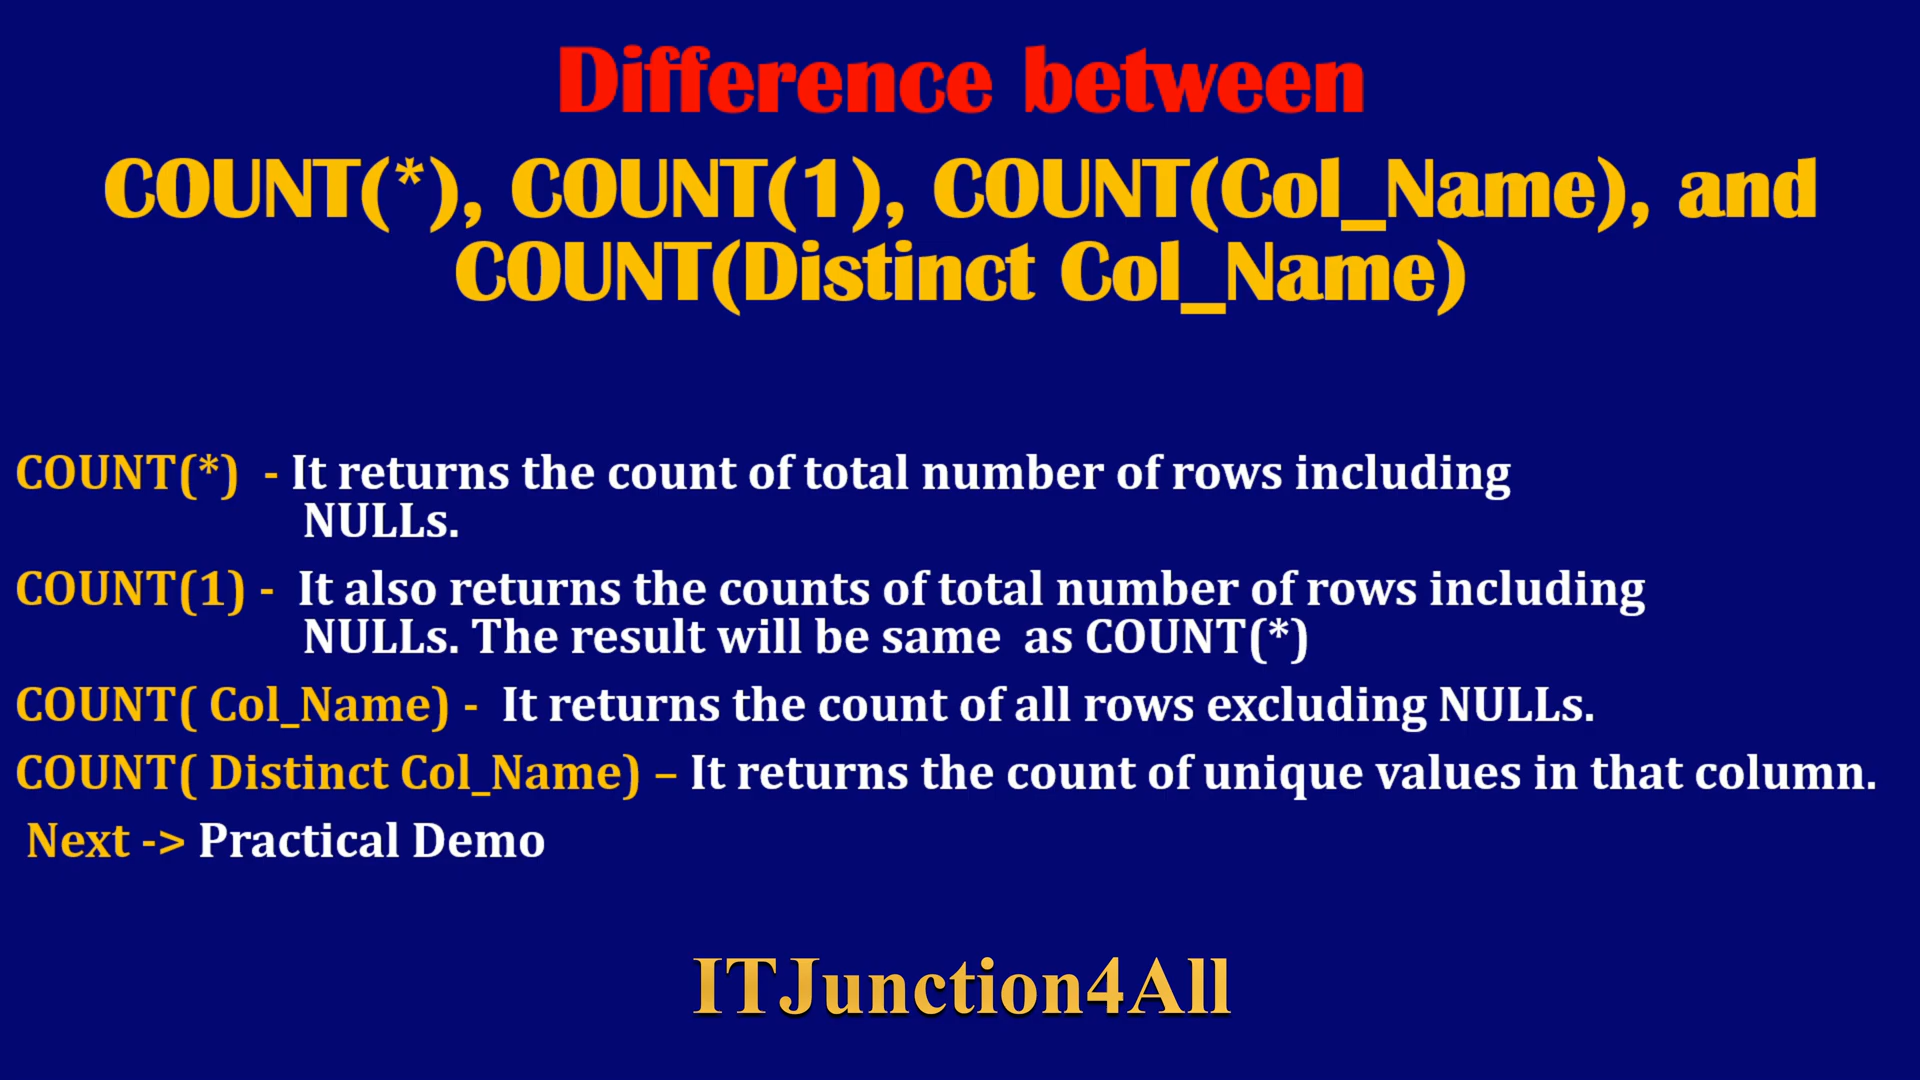 Difference between
COUNT(*), COUNT(1), COUNT(Col_Name), and
COUNT(Distinct Col_Name)
COUNT(*) - It returns the count of total number of rows including
NULLs.
COUNT(1) - It also returns the counts of total number of rows including
NULLs. The result will be same as COUNT(*)
COUNT( Col_Name) - It returns the count of all rows excluding NULLs.
COUNT( Distinct Col_Name) – It returns the count of unique values in that column.
Next -> Practical Demo
ITJunction4All